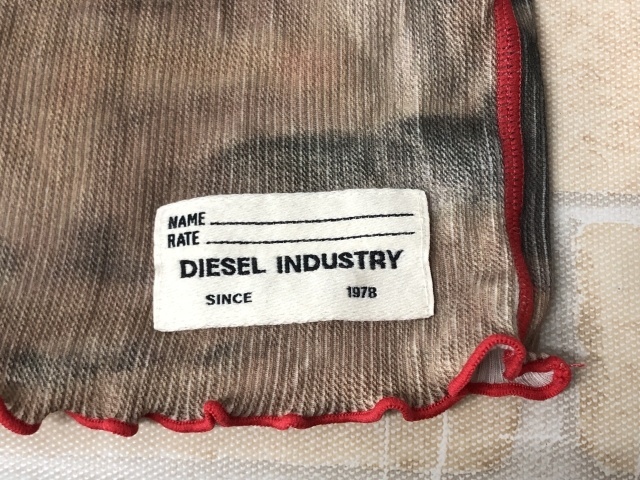 NAME
RATE
DIESEL INDUSTRY
SINCE 1978